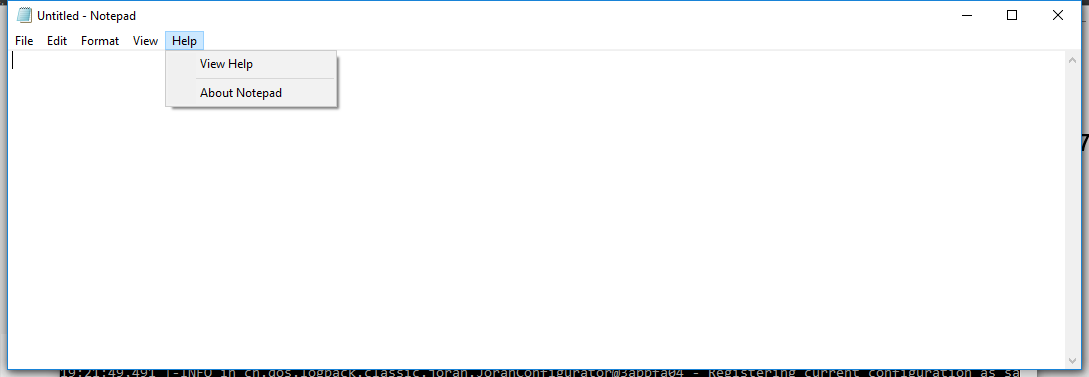 Untitled - Notepad
File Edit Format View Help
View Help
About Notepad
7
19:21:49.491 |-INFO in ch.qos.logback.classic.joran.JoranConfigurator@3abbfa04 - Registering current configuration as sa